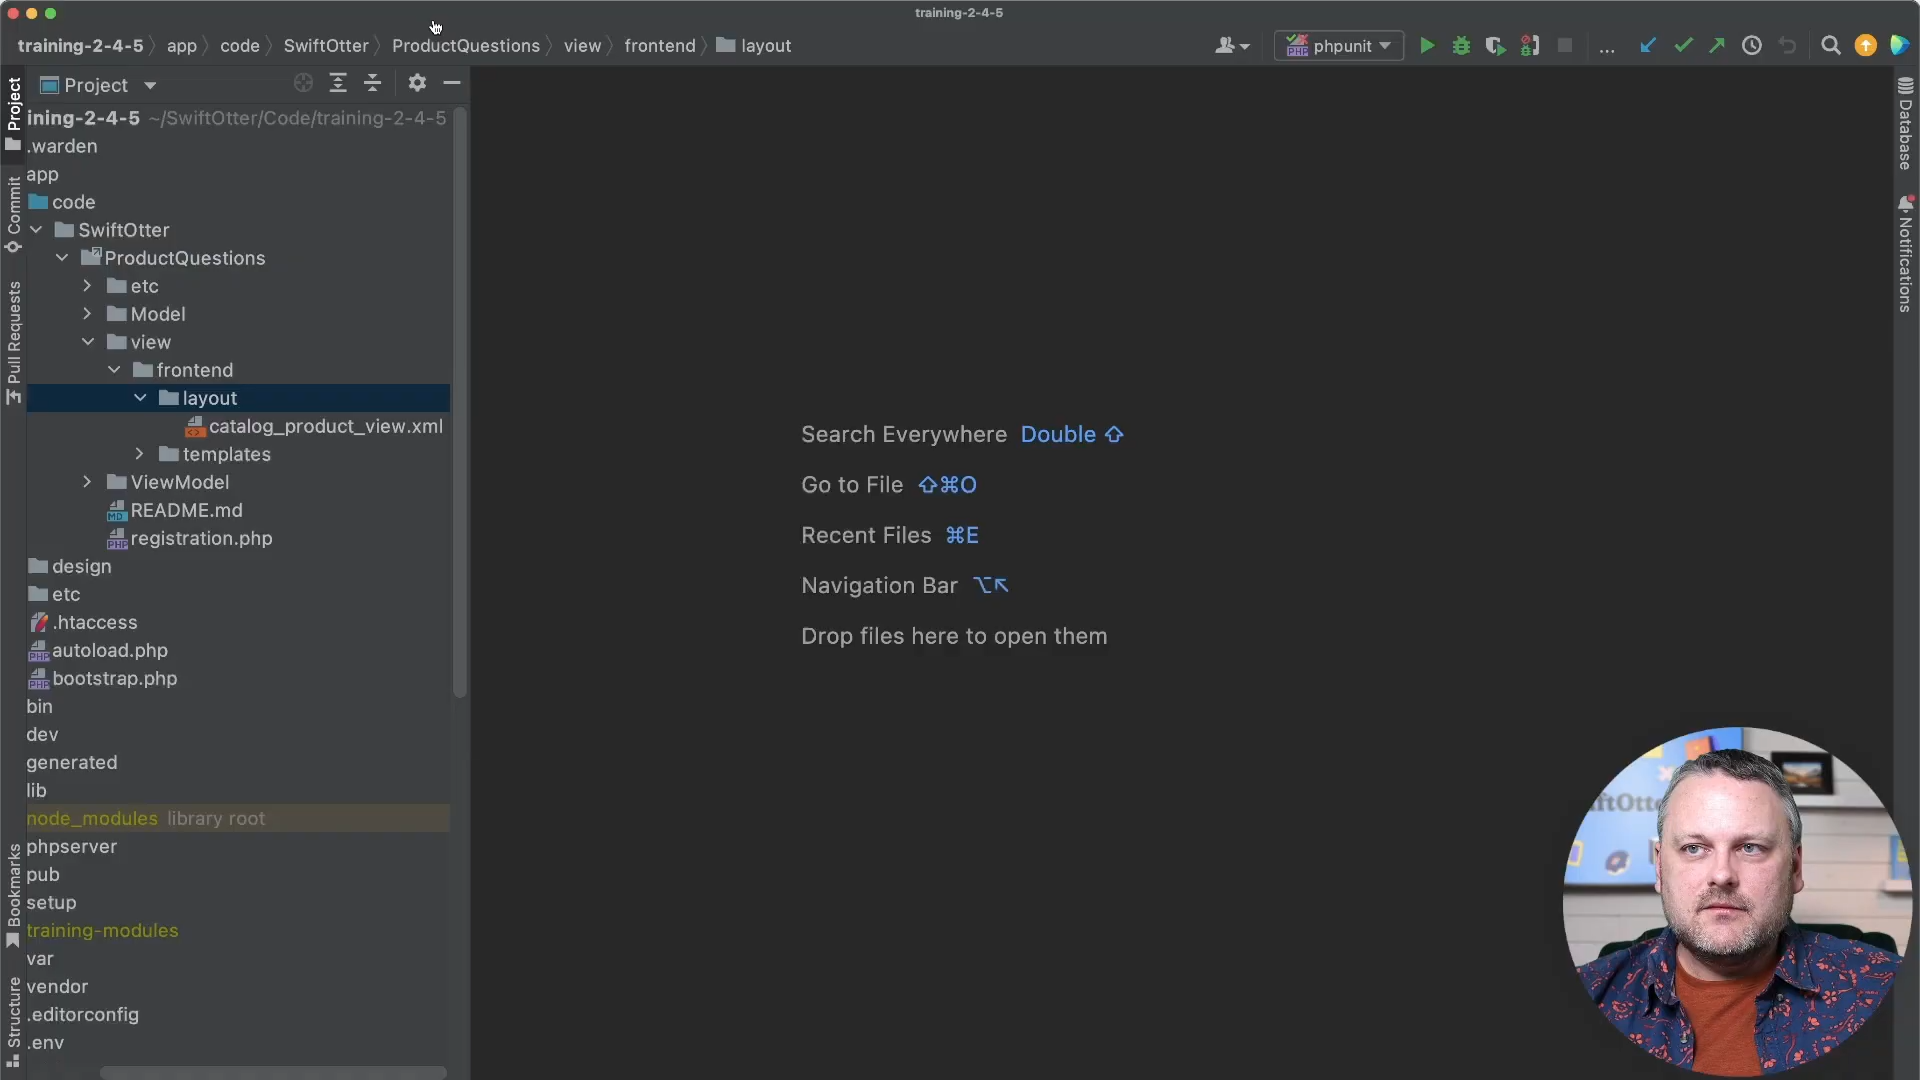 training-2-4-5
training-2-4-5 app code SwiftOtter ProductQuestions view frontend layout
phpunit
...
Project
ining-2-4-5 ~/SwiftOtter/Code/training-2-4-5
.warden
app
code
SwiftOtter
ProductQuestions
etc
Model
view
frontend
layout
catalog_product_view.xml
templates
ViewModel
README.md
registration.php
design
etc
.htaccess
autoload.php
bootstrap.php
bin
dev
generated
lib
node_modules library root
phpserver
pub
setup
training-modules
var
vendor
.editorconfig
.env
Project
Commit
Pull Requests
Bookmarks
Structure
Search Everywhere Double ⇧
Go to File ⇧⌘O
Recent Files ⌘E
Navigation Bar ⌥↖
Drop files here to open them
Database
Notifications